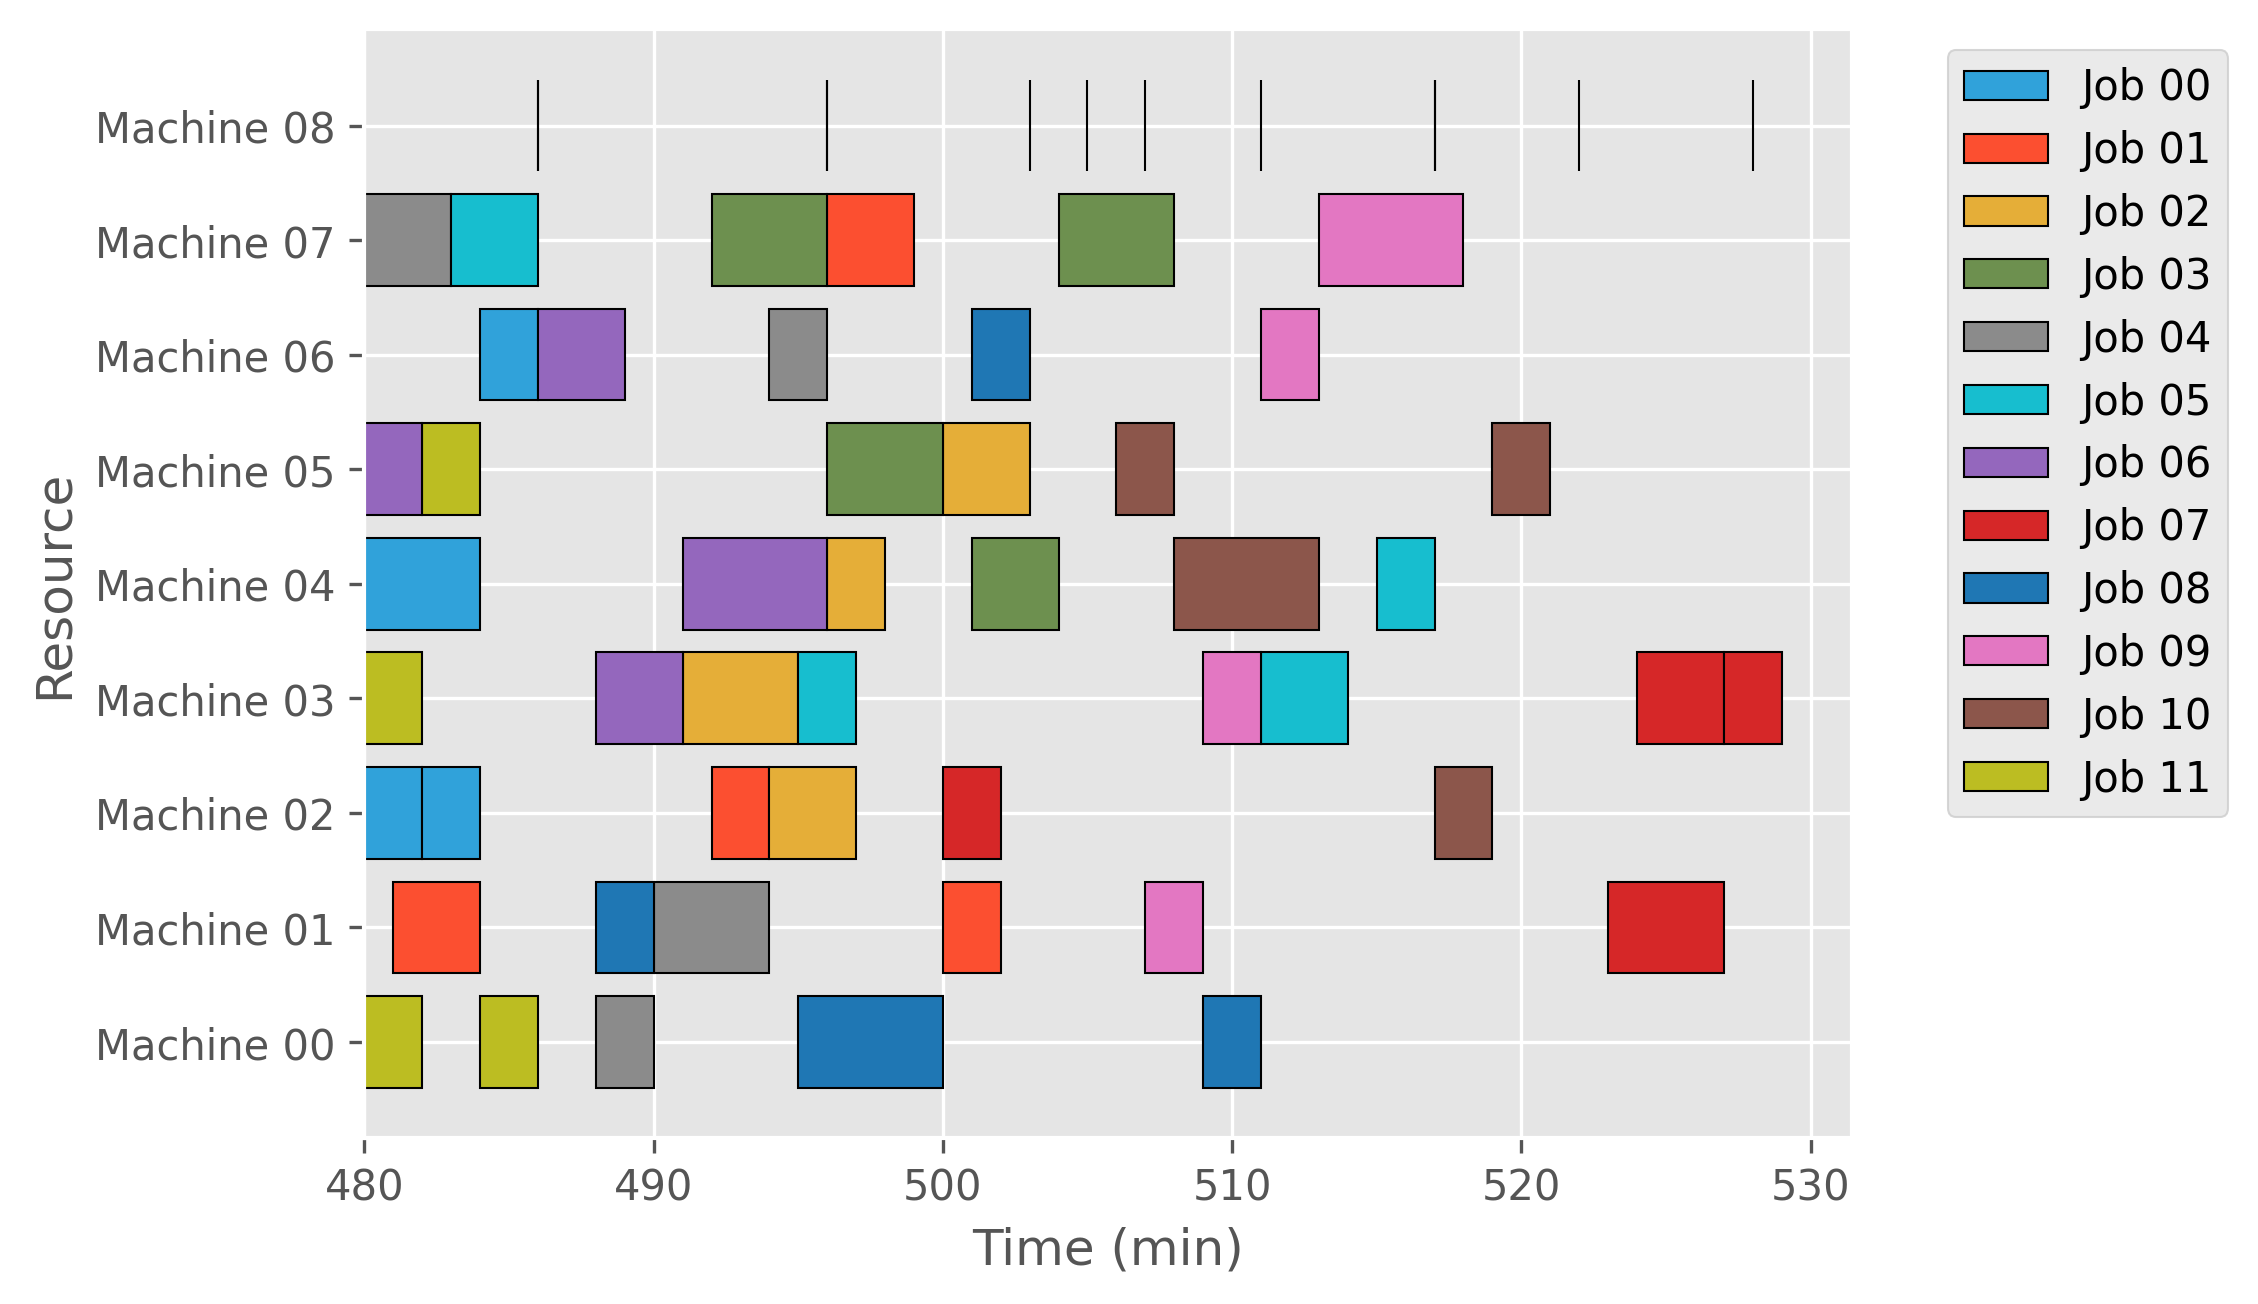 Resource
Machine 08
Machine 07
Machine 06
Machine 05
Machine 04
Machine 03
Machine 02
Machine 01
Machine 00
480 490 500 510 520 530
Time (min)
Job 00
Job 01
Job 02
Job 03
Job 04
Job 05
Job 06
Job 07
Job 08
Job 09
Job 10
Job 11